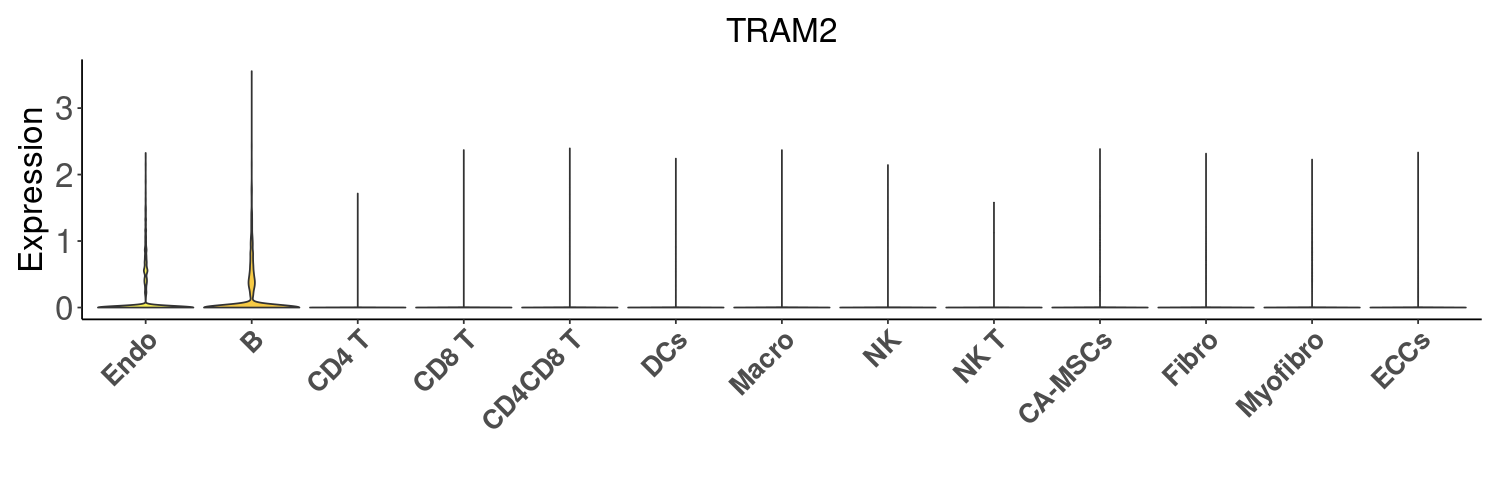 TRAM2
Expression
3
2
1
0
Endo
B
CD4 T
CD8 T
CD4CD8 T
DCs
Macro
NK
NK T
CA-MSCs
Fibro
Myofibro
ECCs